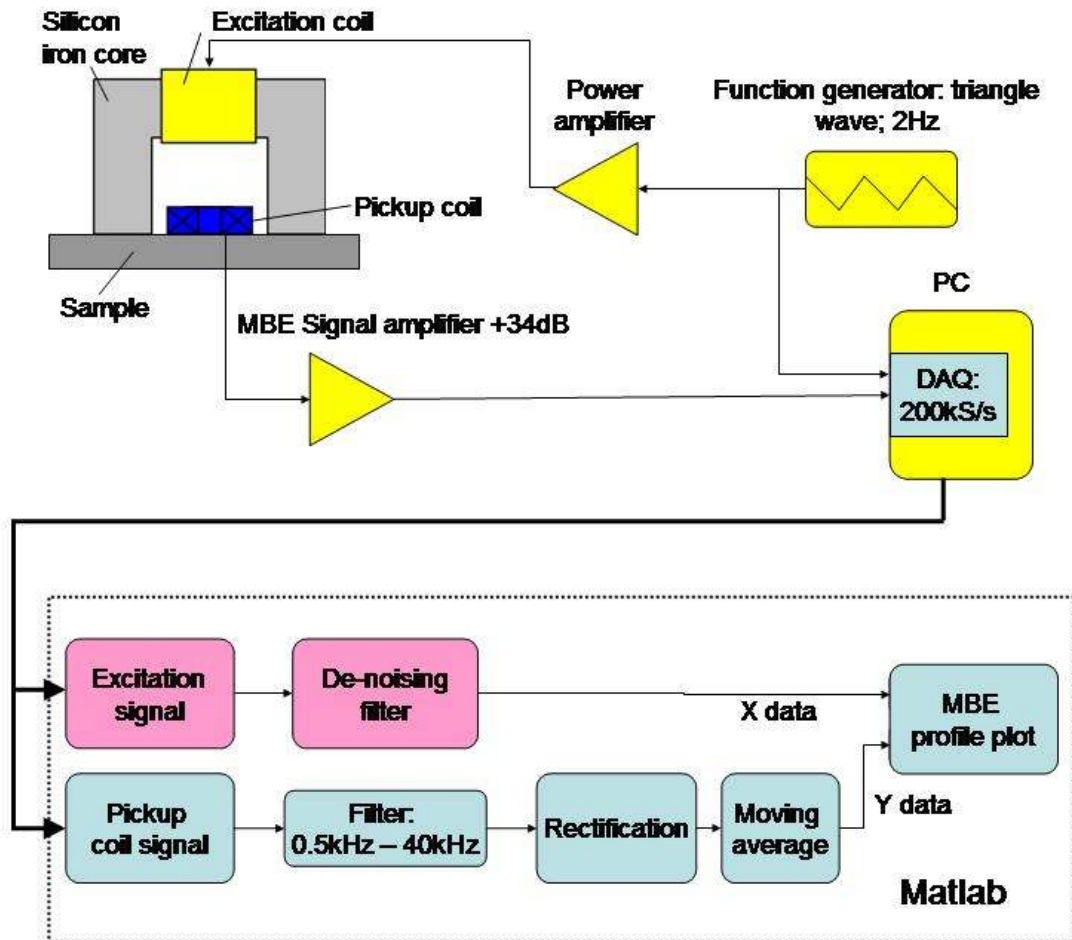 Silicon
iron core
Excitation coil
Power
amplifier
Function generator: triangle
wave; 2Hz
Pickup coil
Sample
MBE Signal amplifier +34dB
PC
DAQ:
200kS/s
Excitation
signal
De-noising
filter
X data
MBE
profile plot
Pickup
coil signal
Filter:
0.5kHz – 40kHz
Rectification
Moving
average
Y data
Matlab